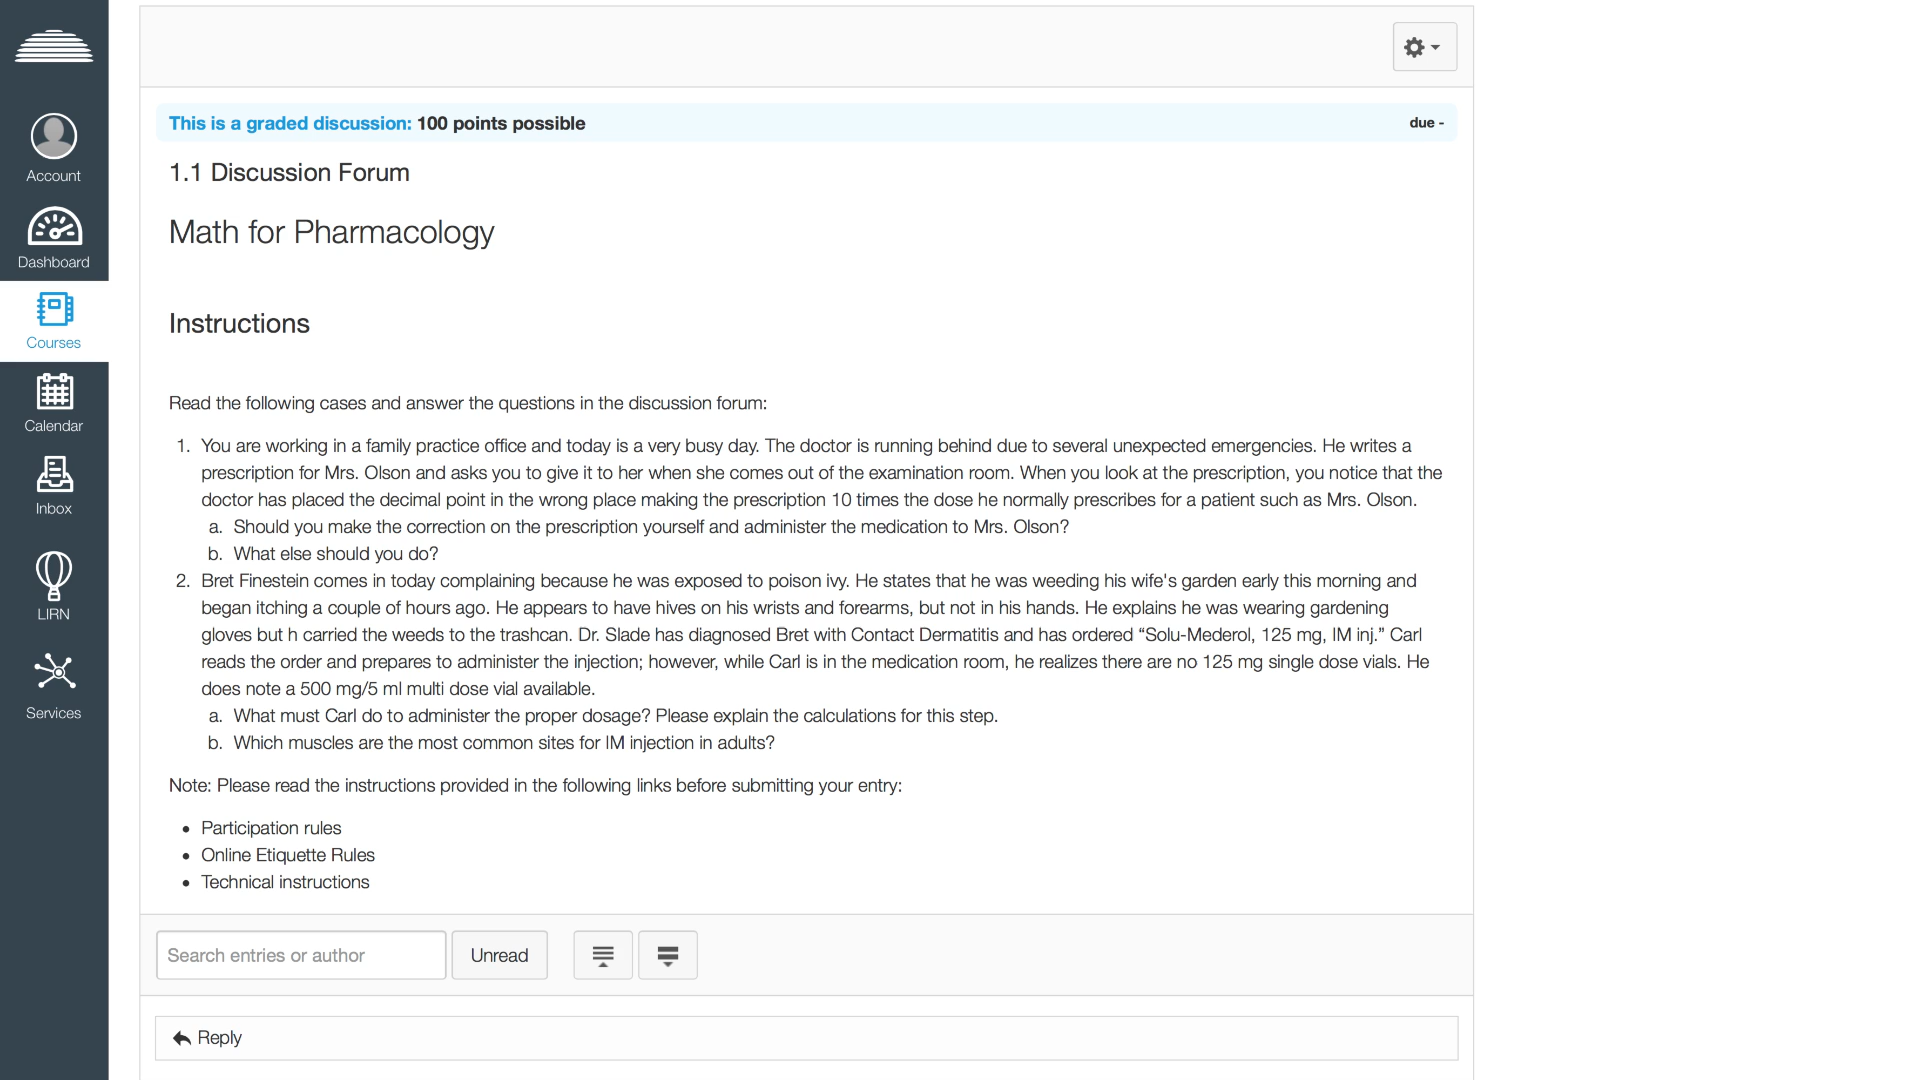 Account
Dashboard
Courses
Calendar
Inbox
LIRN
Services
This is a graded discussion: 100 points possible
due -
1.1 Discussion Forum
Math for Pharmacology
Instructions
Read the following cases and answer the questions in the discussion forum:
1. You are working in a family practice office and today is a very busy day. The doctor is running behind due to several unexpected emergencies. He writes a
prescription for Mrs. Olson and asks you to give it to her when she comes out of the examination room. When you look at the prescription, you notice that the
doctor has placed the decimal point in the wrong place making the prescription 10 times the dose he normally prescribes for a patient such as Mrs. Olson.
a. Should you make the correction on the prescription yourself and administer the medication to Mrs. Olson?
b. What else should you do?
2. Bret Finestein comes in today complaining because he was exposed to poison ivy. He states that he was weeding his wife's garden early this morning and
began itching a couple of hours ago. He appears to have hives on his wrists and forearms, but not in his hands. He explains he was wearing gardening
gloves but h carried the weeds to the trashcan. Dr. Slade has diagnosed Bret with Contact Dermatitis and has ordered “Solu-Mederol, 125 mg, IM inj.” Carl
reads the order and prepares to administer the injection; however, while Carl is in the medication room, he realizes there are no 125 mg single dose vials. He
does note a 500 mg/5 ml multi dose vial available.
a. What must Carl do to administer the proper dosage? Please explain the calculations for this step.
b. Which muscles are the most common sites for IM injection in adults?
Note: Please read the instructions provided in the following links before submitting your entry:
• Participation rules
• Online Etiquette Rules
• Technical instructions
Search entries or author
Unread
Reply